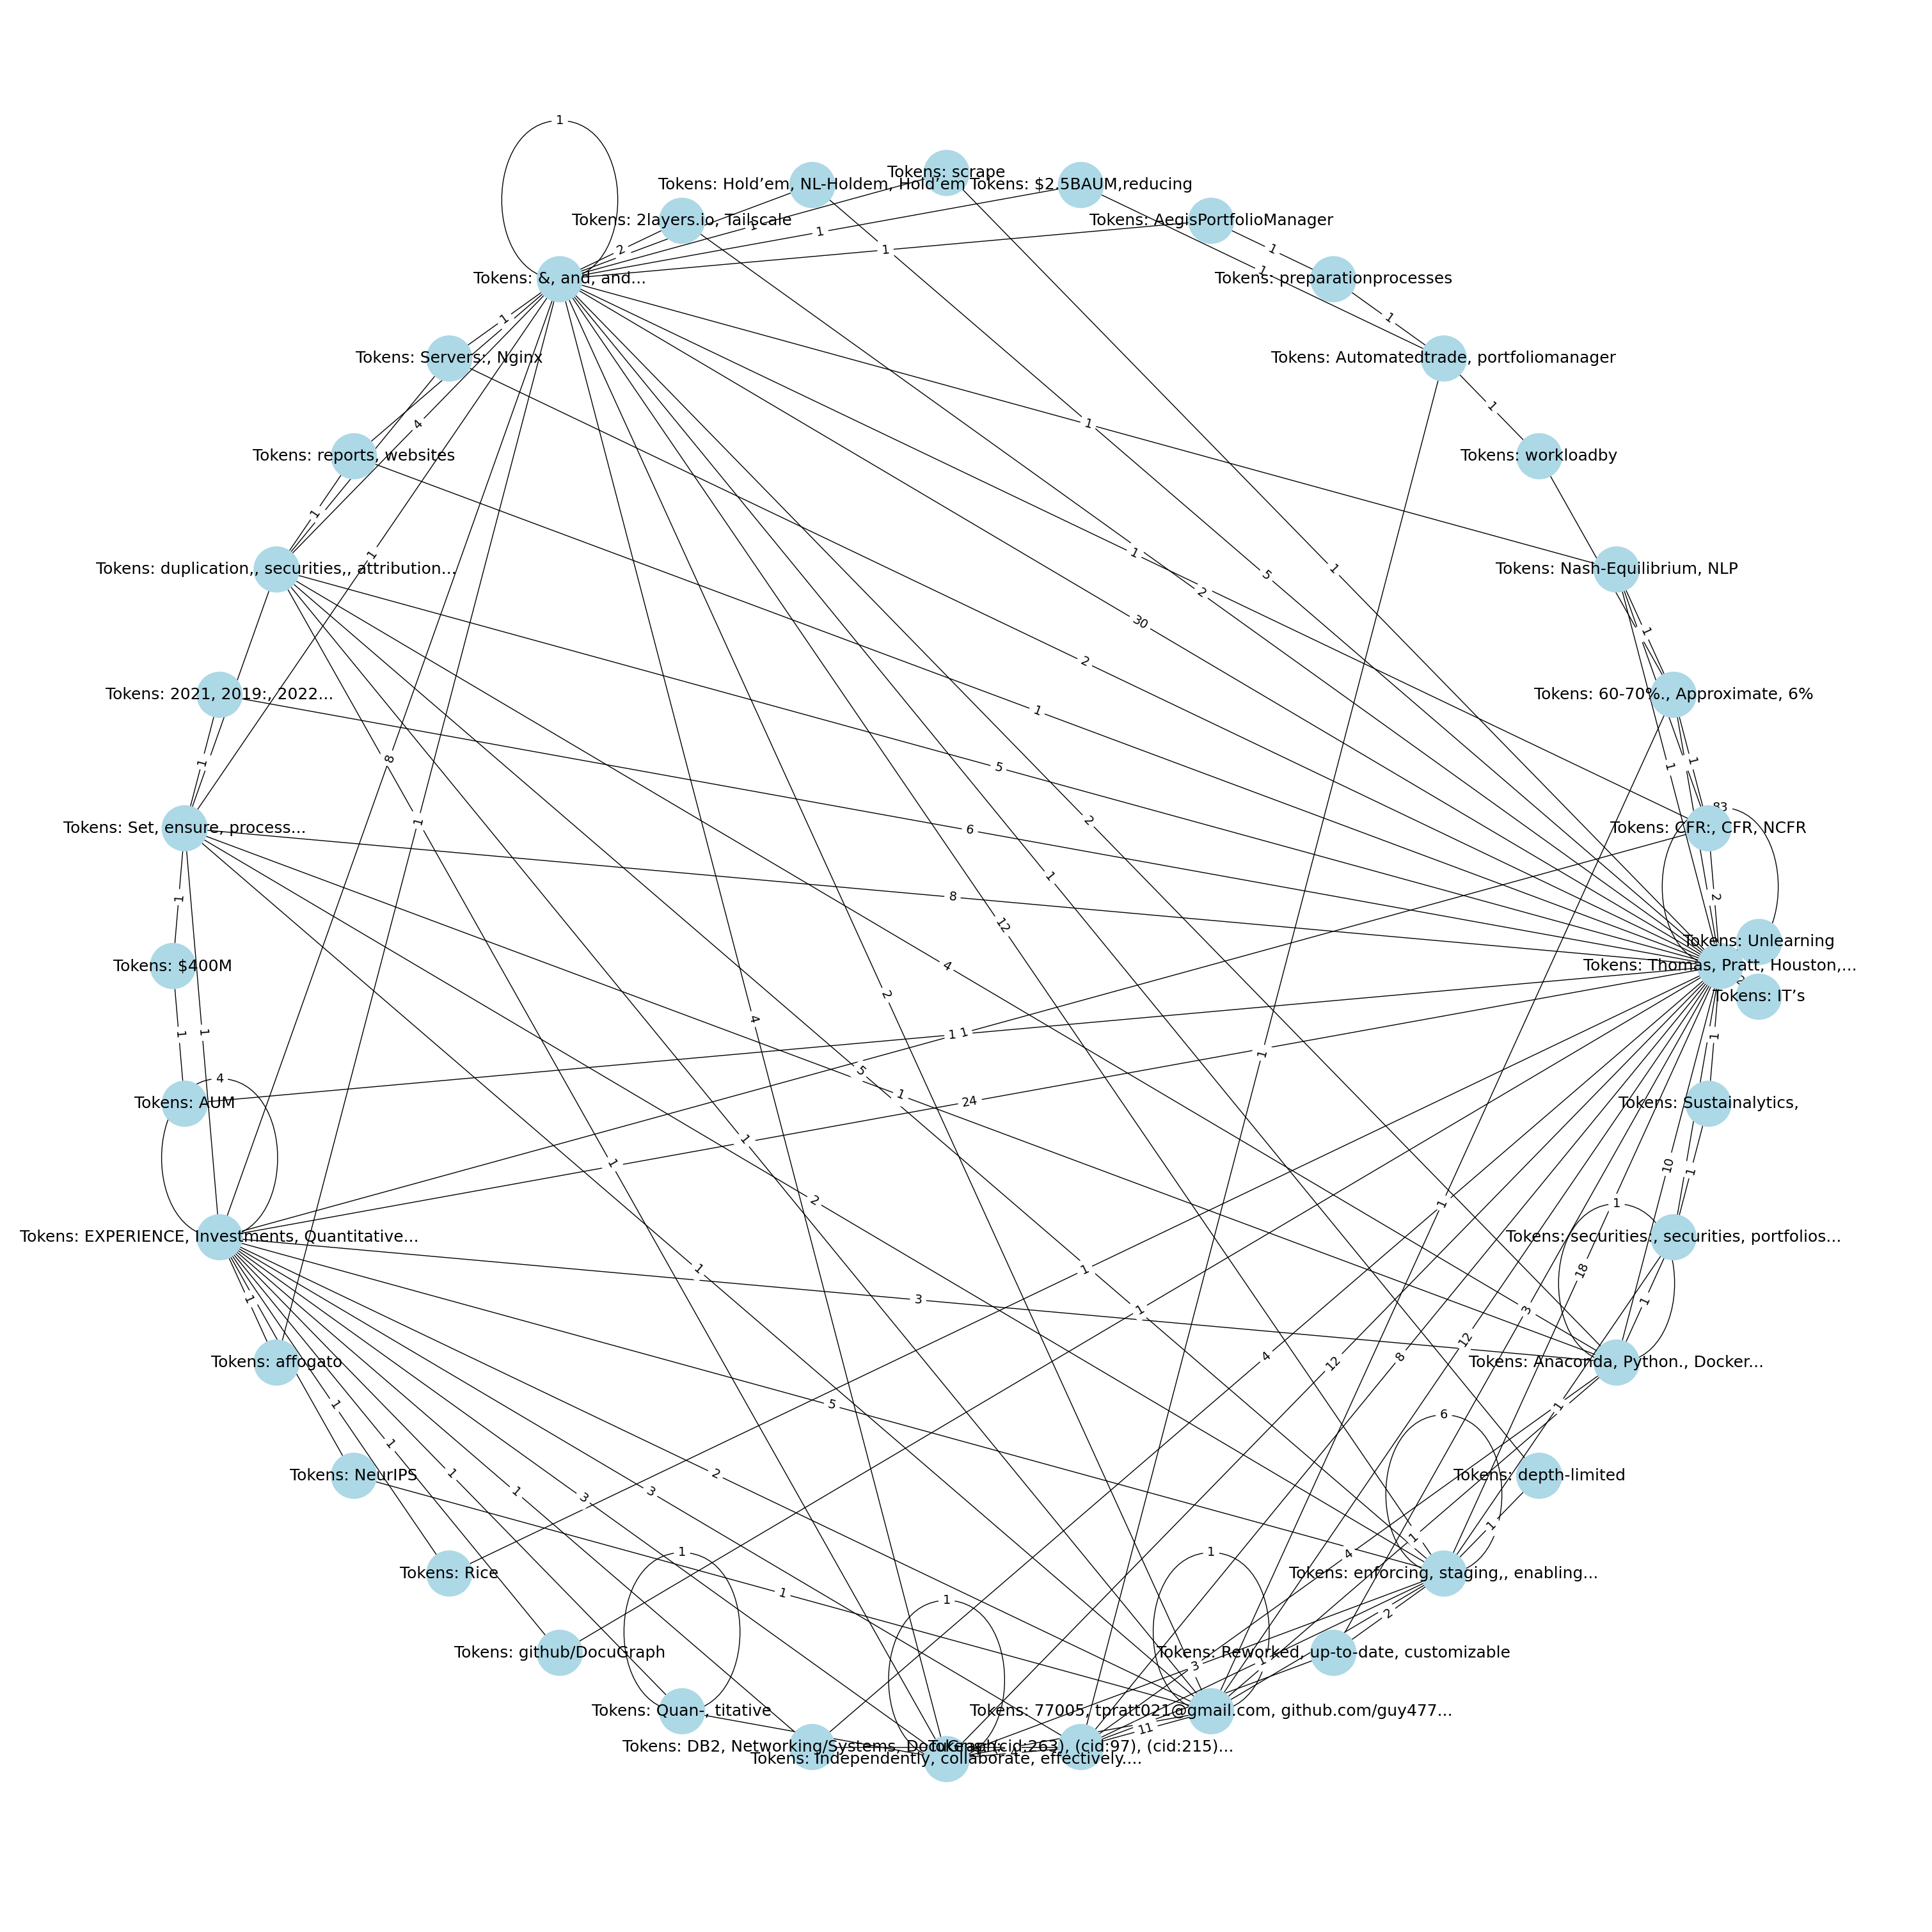 1
Tokens: scrape
Tokens: Hold’em, NL-Holdem, Hold’em
Tokens: $2.5BAUM,reducing
Tokens: 2layers.io, Tailscale
Tokens: AegisPortfolioManager
1
1
2
1
1
1
Tokens: &, and, and...
Tokens: preparationprocesses
1
1
Tokens: Servers:, Nginx
Tokens: Automatedtrade, portfoliomanager
1
4
1
Tokens: reports, websites
Tokens: workloadby
1
1
1
5
1
Tokens: duplication,, securities,, attribution...
Tokens: Nash-Equilibrium, NLP
2
30
1
2
Tokens: 2021, 2019:, 2022...
Tokens: 60-70%., Approximate, 6%
1
8
1
5
1
1
83
1
2
6
Tokens: Set, ensure, process...
Tokens: CFR:, CFR, NCFR
1
1
8
2
12
Tokens: Unlearning
Tokens: $400M
4
Tokens: Thomas, Pratt, Houston,...
2
Tokens: IT’s
4
1
1
1
1
1
1
5
4
1
24
Tokens: AUM
Tokens: Sustainalytics,
1
1
10
1
2
1
1
Tokens: EXPERIENCE, Investments, Quantitative...
Tokens: securities:, securities, portfolios...
1
1
18
1
3
1
1
3
12
Tokens: affogato
4
12
8
Tokens: Anaconda, Python., Docker...
1
5
1
6
1
1
2
Tokens: NeurIPS
Tokens: depth-limited
1
3
3
1
1
1
1
1
4
Tokens: Rice
1
1
Tokens: enforcing, staging,, enabling...
2
Tokens: github/DocuGraph
Tokens: Reworked, up-to-date, customizable
3
1
Tokens: Quan-, titative
Tokens: 77005, tpratt021@gmail.com, github.com/guy477...
11
Tokens: DB2, Networking/Systems, DocuGraph:
Tokens: (cid:263), (cid:97), (cid:215)...
Tokens: Independently, collaborate, effectively....